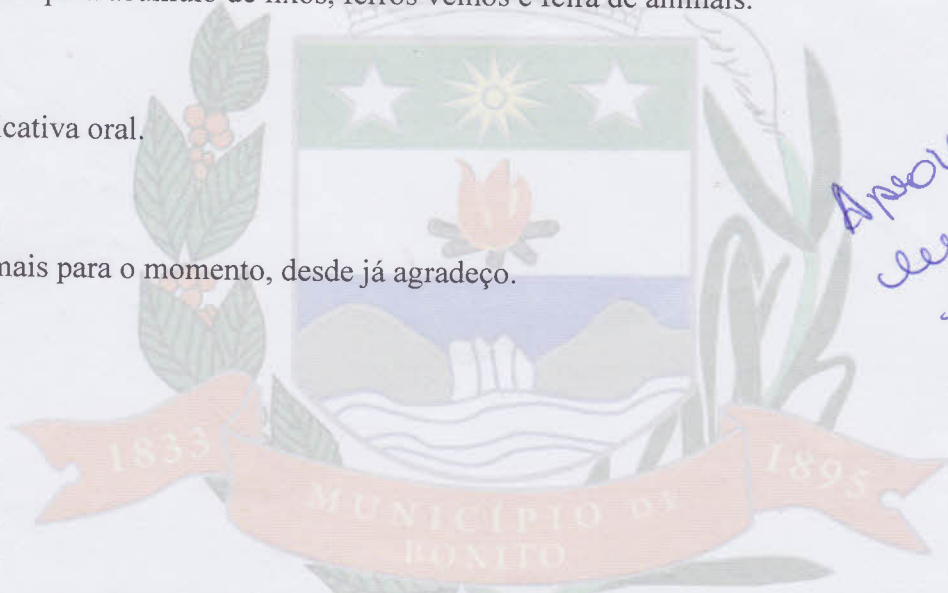 para acúmulo de lixos, ferros velhos e feira de animais.
icativa oral.
mais para o momento, desde já agradeço.
1833
1895
MUNICÍPIO DE
BONITO